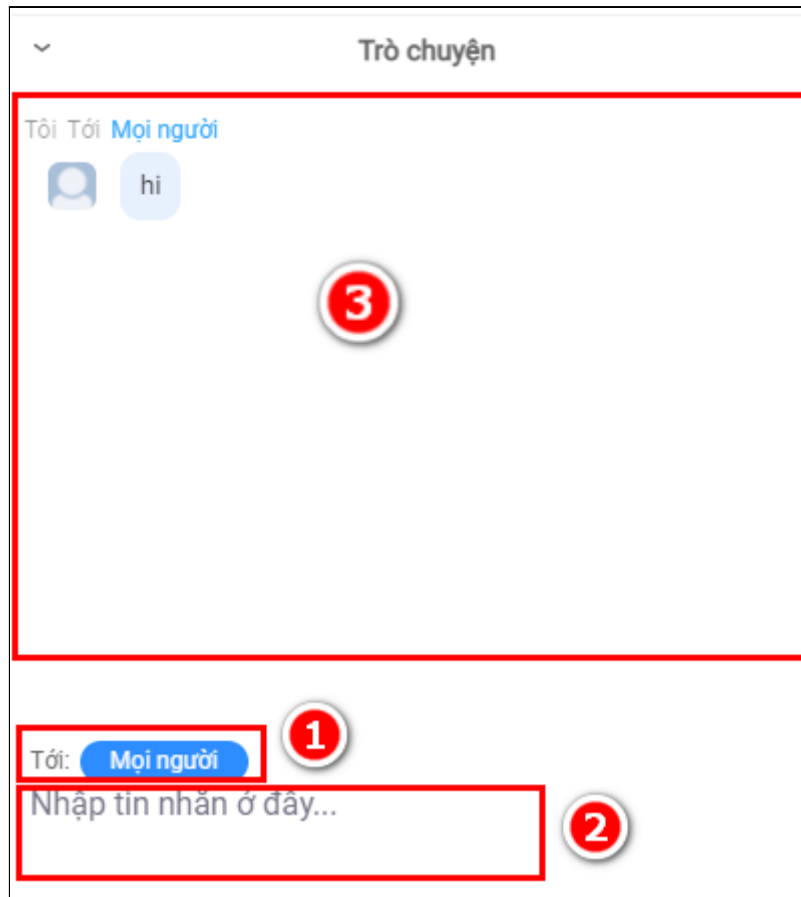 Trò chuyện
Tôi Tới Mọi người
hi
3
1
Tới: Mọi người
Nhập tin nhắn ở đây...
2